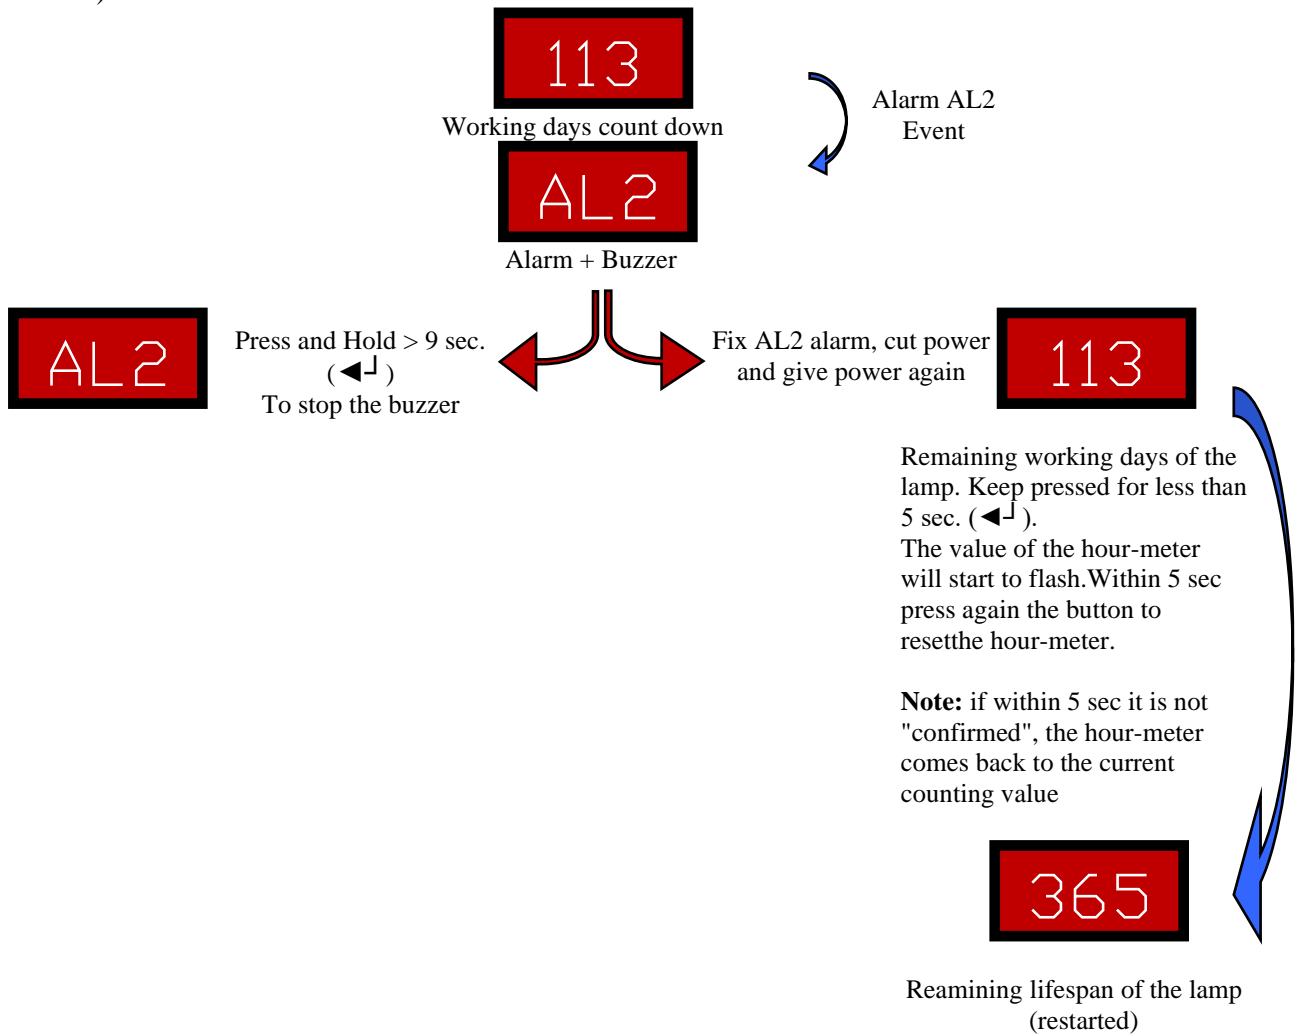 )
113
Working days count down
Alarm AL2
Event
AL2
Alarm + Buzzer
AL2
Press and Hold > 9 sec.
(◄┘)
To stop the buzzer
Fix AL2 alarm, cut power
and give power again
113
Remaining working days of the
lamp. Keep pressed for less than
5 sec. (◄┘).
The value of the hour-meter
will start to flash.Within 5 sec
press again the button to
resetthe hour-meter.
Note: if within 5 sec it is not
"confirmed", the hour-meter
comes back to the current
counting value
365
Reamining lifespan of the lamp
(restarted)